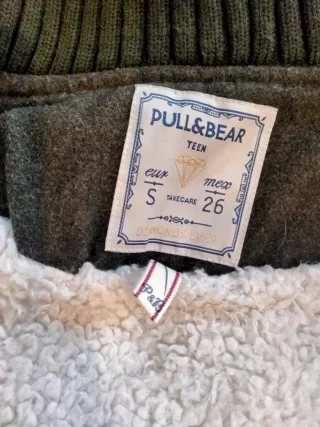 PULL&BEAR
TEEN
eur mex
S TAKECARE 26
P&B